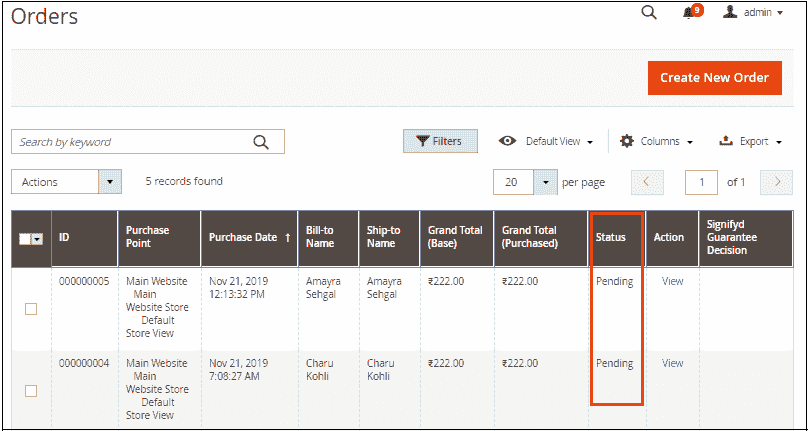 Orders
9
admin
Create New Order
Search by keyword
Filters
Default View
Columns
Export
Actions
5 records found
20
per page
1
of 1
ID
Purchase
Point
Purchase Date ↑
Bill-to
Name
Ship-to
Name
Grand Total
(Base)
Grand Total
(Purchased)
Status
Action
Signifyd
Guarantee
Decision
000000005
Main Website
Main
Website Store
Default
Store View
Nov 21, 2019
12:13:32 PM
Amayra
Sehgal
Amayra
Sehgal
₹222.00
₹222.00
Pending
View
000000004
Main Website
Main
Website Store
Default
Store View
Nov 21, 2019
7:08:27 AM
Charu
Kohli
Charu
Kohli
₹222.00
₹222.00
Pending
View